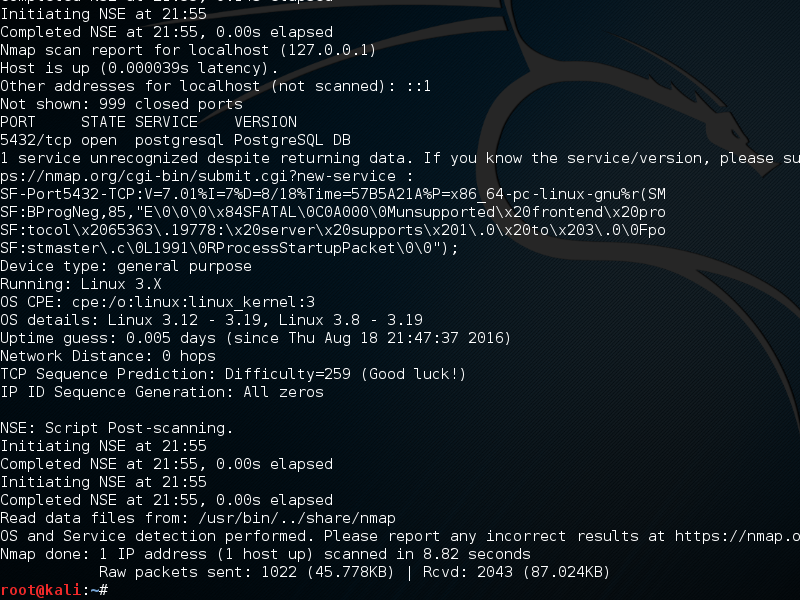 Initiating NSE at 21:55
Completed NSE at 21:55, 0.00s elapsed
Nmap scan report for localhost (127.0.0.1)
Host is up (0.000039s latency).
Other addresses for localhost (not scanned): ::1
Not shown: 999 closed ports
PORT     STATE SERVICE    VERSION
5432/tcp open  postgresql PostgreSQL DB
1 service unrecognized despite returning data. If you know the service/version, please su
ps://nmap.org/cgi-bin/submit.cgi?new-service :
SF-Port5432-TCP:V=7.01%I=7%D=8/18%Time=57B5A21A%P=x86_64-pc-linux-gnu%r(SM
SF:BProgNeg,85,"E\0\0\0\x84SFATAL\0C0A000\0Munsupported\x20frontend\x20pro
SF:tocol\x2065363\.19778:\x20server\x20supports\x201\.0\x20to\x203\.0\0Fpo
SF:stmaster\.c\0L1991\0RProcessStartupPacket\0\0");
Device type: general purpose
Running: Linux 3.X
OS CPE: cpe:/o:linux:linux_kernel:3
OS details: Linux 3.12 - 3.19, Linux 3.8 - 3.19
Uptime guess: 0.005 days (since Thu Aug 18 21:47:37 2016)
Network Distance: 0 hops
TCP Sequence Prediction: Difficulty=259 (Good luck!)
IP ID Sequence Generation: All zeros

NSE: Script Post-scanning.
Initiating NSE at 21:55
Completed NSE at 21:55, 0.00s elapsed
Initiating NSE at 21:55
Completed NSE at 21:55, 0.00s elapsed
Read data files from: /usr/bin/../share/nmap
OS and Service detection performed. Please report any incorrect results at https://nmap.o
Nmap done: 1 IP address (1 host up) scanned in 8.82 seconds
           Raw packets sent: 1022 (45.778KB) | Rcvd: 2043 (87.024KB)
root@kali:~#